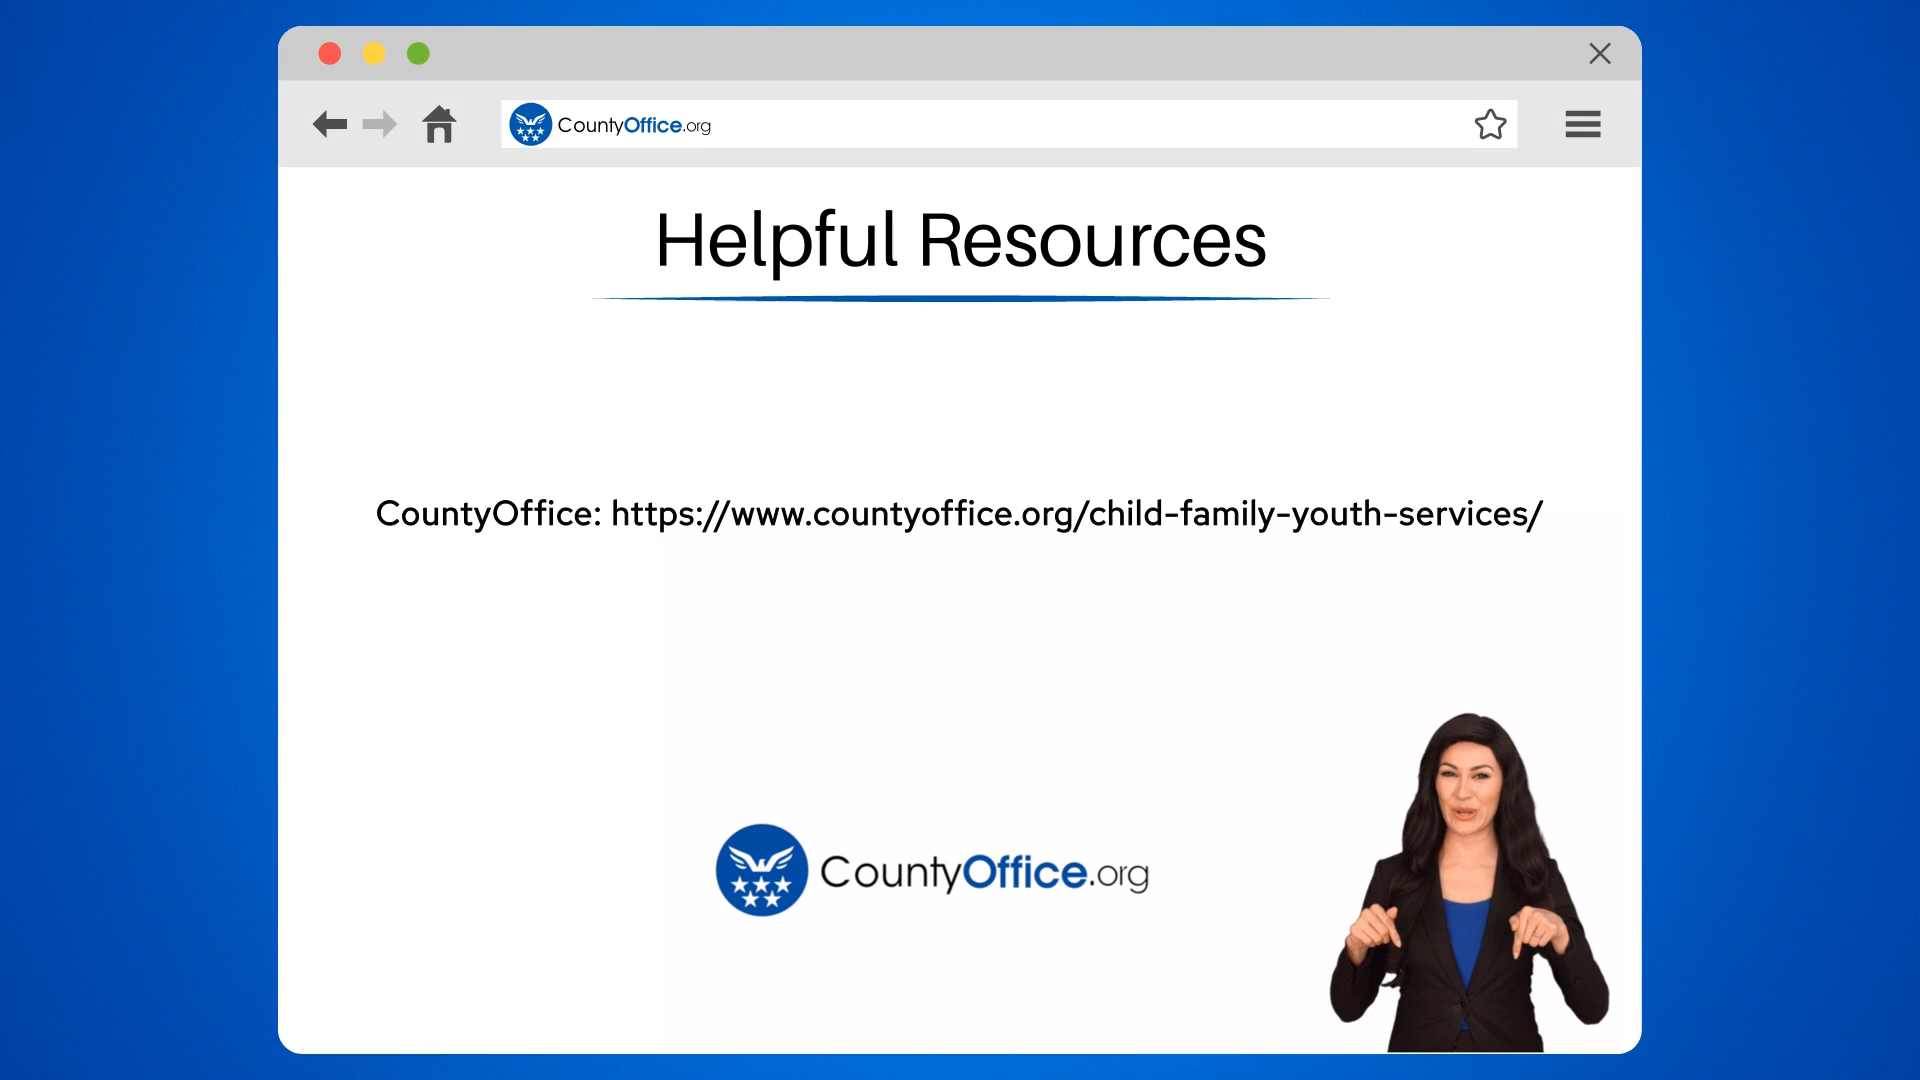 CountyOffice.org
Helpful Resources
CountyOffice: https://www.countyoffice.org/child-family-youth-services/
CountyOffice.org